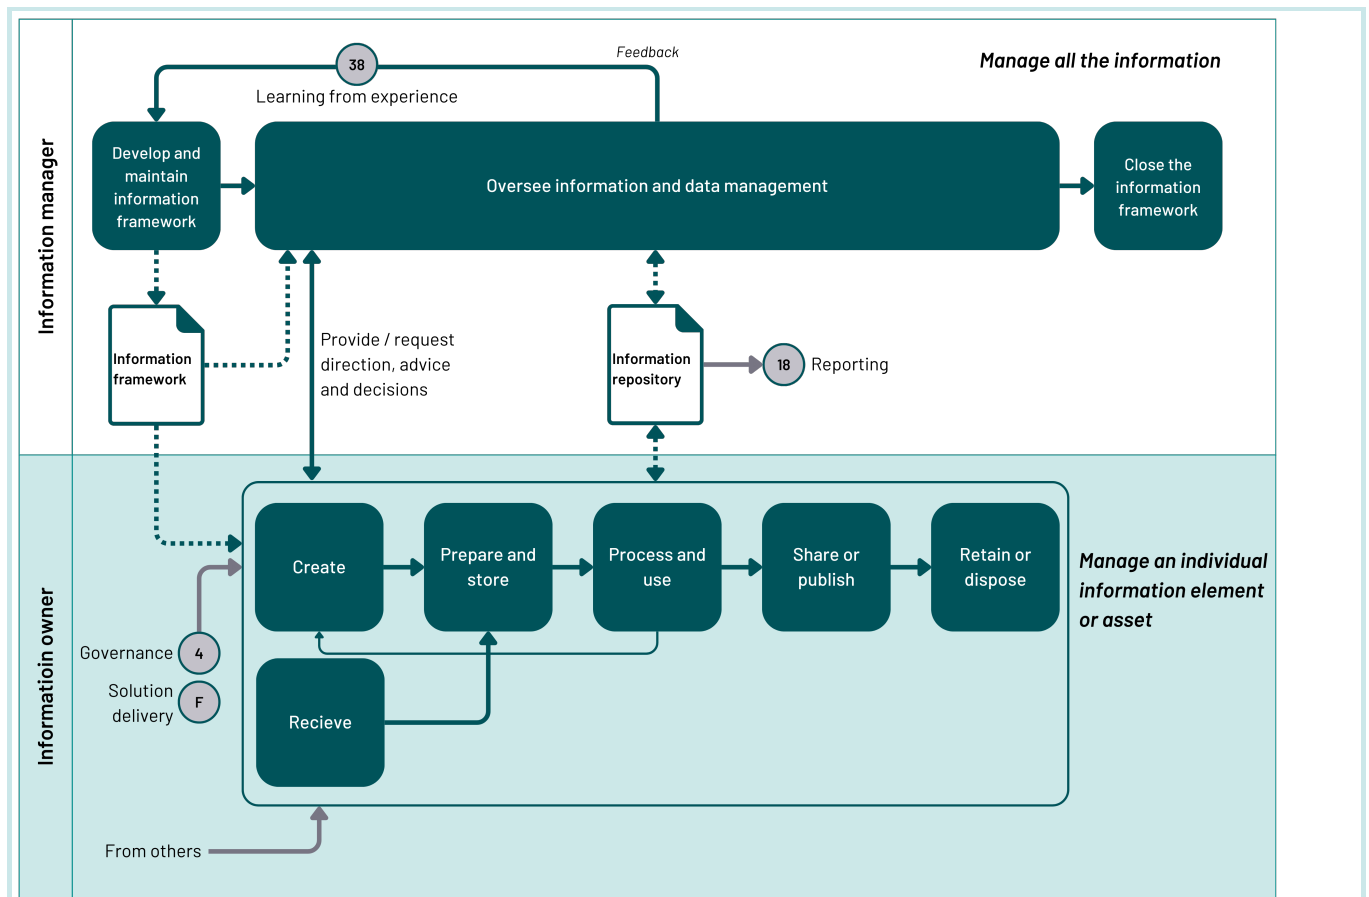 Information manager
Manage all the information
Feedback
38
Learning from experience
Develop and
maintain
information
framework
Oversee information and data management
Close the
information
framework
Information
framework
Provide / request
direction, advice
and decisions
Information
repository
18
Reporting
Informatioin owner
Create
Prepare and
store
Process and
use
Share or
publish
Retain or
dispose
Manage an individual
information element
or asset
Governance
4
Solution
delivery
F
Recieve
From others